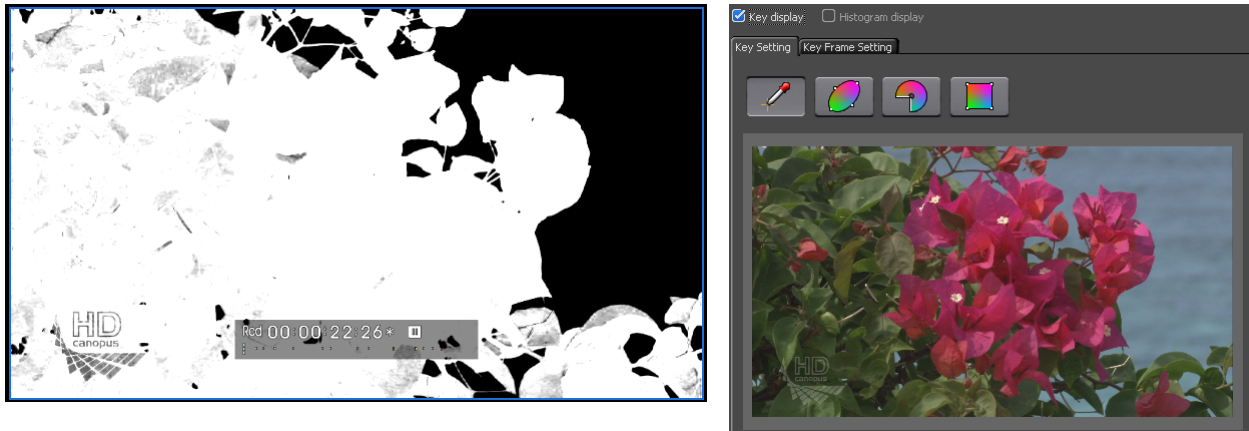 HD
canopus
Rcd 00:00:22:26*
Key display
Histogram display
Key Setting
Key Frame Setting
HD
canopus